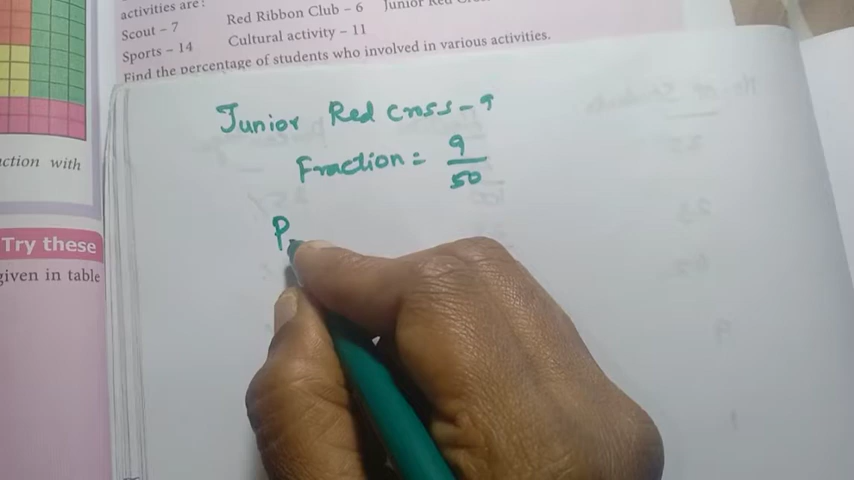 activities are:
Scout – 7
Red Ribbon Club – 6
Junior Red
Sports – 14
Cultural activity – 11
Find the percentage of students who involved in various activities.
Junior Red cross - 9
Fraction = 9/50
P
ction with
Try these
given in table